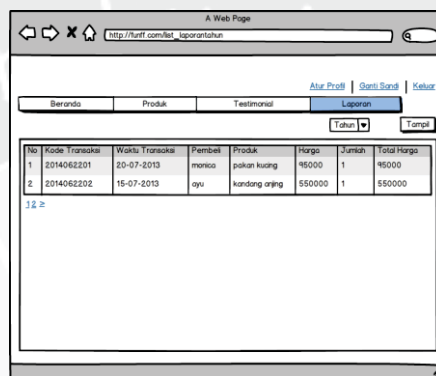 A Web Page
http://funff.com/list_laporantahun
Atur Profil | Ganti Sandi | Keluar
Beranda Produk Testimonial Laporan
Tahun Tampil
No Kode Transaksi Waktu Transaksi Pembeli Produk Harga Jumlah Total Harga
1 2014062201 20-07-2013 monica pakan kucing 95000 1 95000
2 2014062202 15-07-2013 ayu kandang anjing 550000 1 550000
1 2 ≥